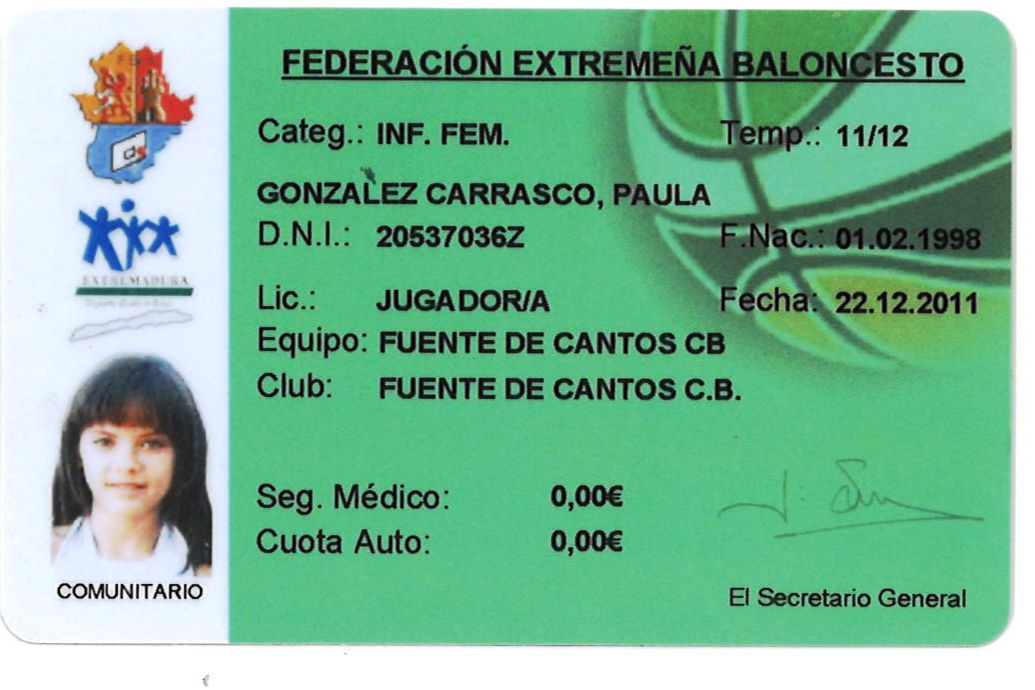 FEDERACIÓN EXTREMEÑA BALONCESTO
Categ.: INF. FEM. Temp.: 11/12
GONZALEZ CARRASCO, PAULA
D.N.I.: 20537036Z F.Nac.: 01.02.1998
Lic.: JUGADOR/A Fecha: 22.12.2011
Equipo: FUENTE DE CANTOS CB
Club: FUENTE DE CANTOS C.B.
Seg. Médico: 0,00€
Cuota Auto: 0,00€
El Secretario General
EXTREMADURA
COMUNITARIO